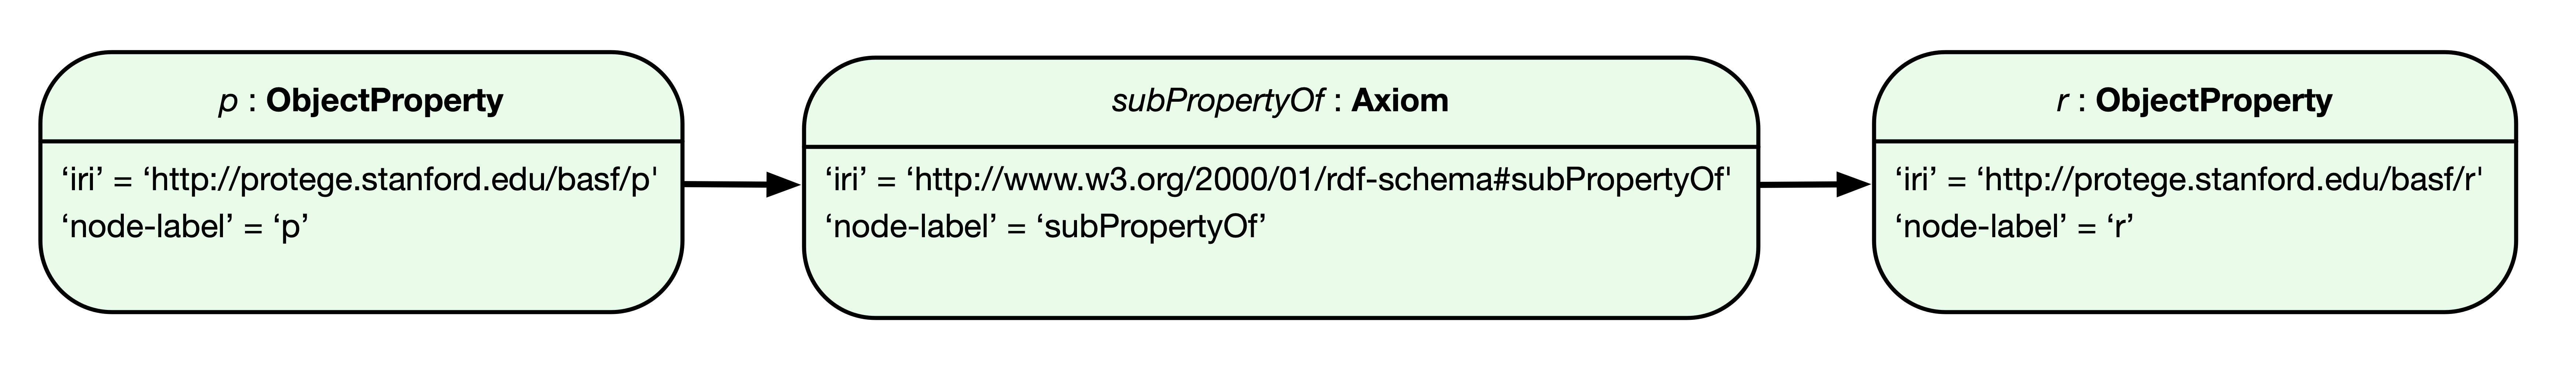 p : ObjectProperty
‘iri’ = ‘http://protege.stanford.edu/basf/p'
‘node-label’ = ‘p’
subPropertyOf : Axiom
‘iri’ = ‘http://www.w3.org/2000/01/rdf-schema#subPropertyOf'
‘node-label’ = ‘subPropertyOf’
r : ObjectProperty
‘iri’ = ‘http://protege.stanford.edu/basf/r'
‘node-label’ = ‘r’